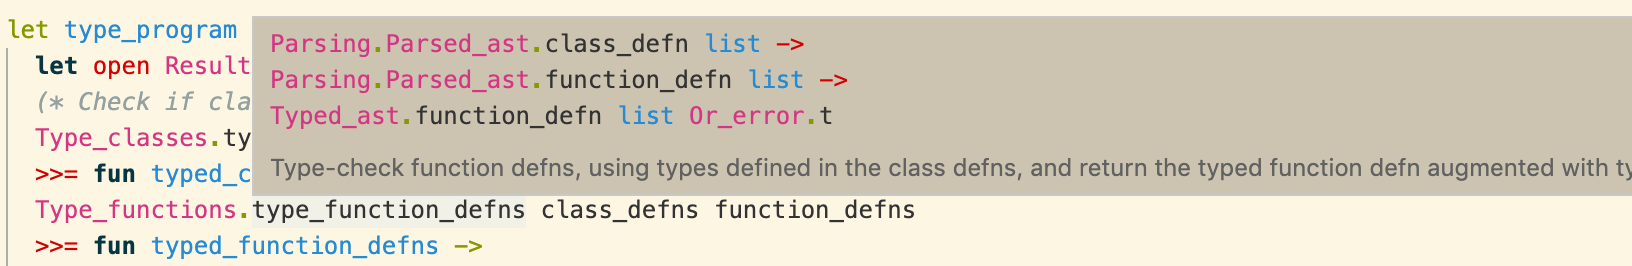 let type_program
Parsing.Parsed_ast.class_defn list ->
let open Result
Parsing.Parsed_ast.function_defn list ->
(* Check if cla
Typed_ast.function_defn list Or_error.t
Type_classes.ty
Type-check function defns, using types defined in the class defns, and return the typed function defn augmented with ty
>>= fun typed_c
Type_functions.type_function_defns class_defns function_defns
>>= fun typed_function_defns ->